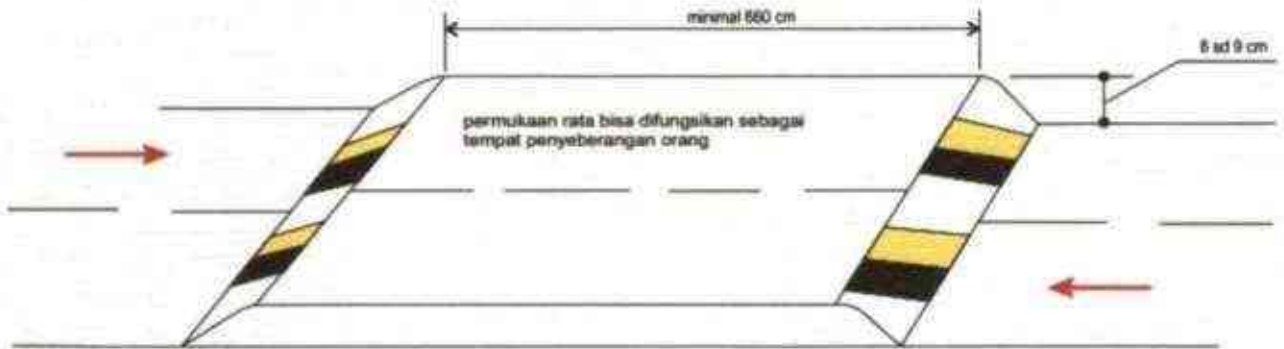 minimal 660 cm
8 sd 9 cm
permukaan rata bisa difungsikan sebagai
tempat penyeberangan orang